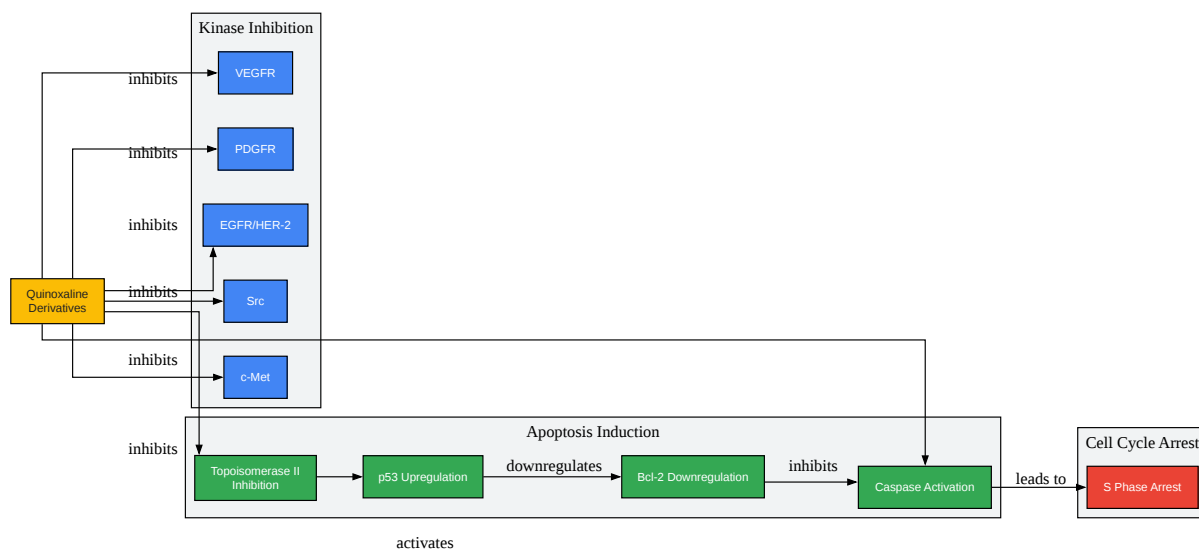 Kinase Inhibition
VEGFR
inhibits
PDGFR
inhibits
EGFR/HER-2
inhibits
Quinoxaline
Derivatives
inhibits
Src
inhibits
c-Met
Apoptosis Induction
inhibits
Topoisomerase II
Inhibition
p53 Upregulation
downregulates
Bcl-2 Downregulation
inhibits
Caspase Activation
leads to
Cell Cycle Arrest
S Phase Arrest
activates